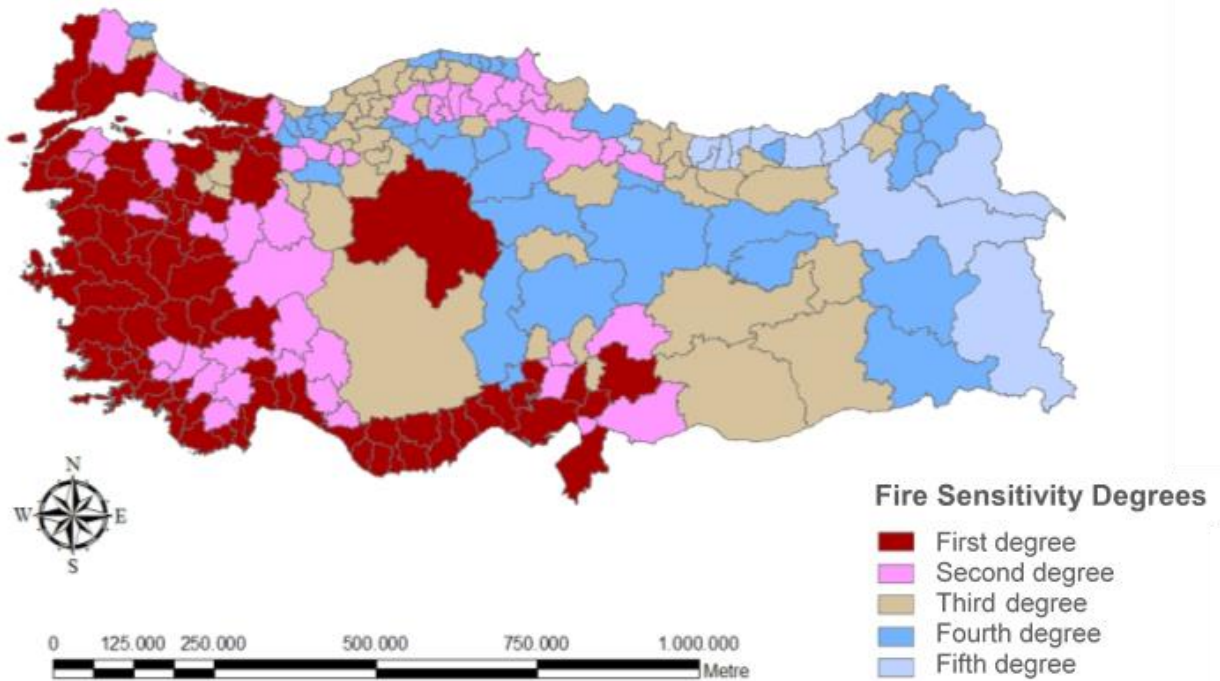 N
W E
S
Fire Sensitivity Degrees
First degree
Second degree
Third degree
Fourth degree
Fifth degree
0 125.000 250.000 500.000 750.000 1.000.000
Metre